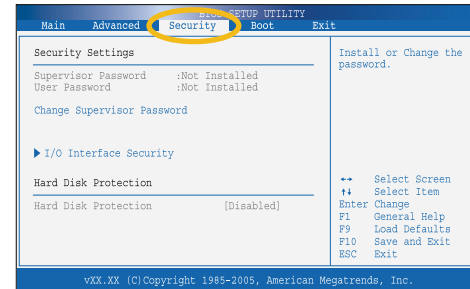 BIOS SETUP UTILITY
Main Advanced Security Boot Exit
Security Settings
Supervisor Password :Not Installed
User Password :Not Installed
Change Supervisor Password
I/O Interface Security
Hard Disk Protection
Hard Disk Protection [Disabled]
Install or Change the
password.
↔ Select Screen
↑↓ Select Item
Enter Change
F1 General Help
F9 Load Defaults
F10 Save and Exit
ESC Exit
vXX.XX (C)Copyright 1985-2005, American Megatrends, Inc.